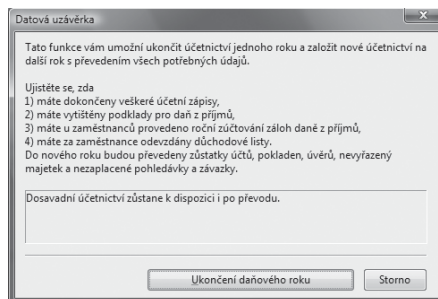 Datová uzávěrka
Tato funkce vám umožní ukončit účetnictví jednoho roku a založit nové účetnictví na
další rok s převedením všech potřebných údajů.
Ujistěte se, zda
1) máte dokončeny veškeré účetní zápisy,
2) máte vytištěny podklady pro daň z příjmů,
3) máte u zaměstnanců provedeno roční zúčtování záloh daně z příjmů,
4) máte za zaměstnance odevzdány důchodové listy.
Do nového roku budou převedeny zůstatky účtů, pokladen, úvěrů, nevyřazený
majetek a nezaplacené pohledávky a závazky.
Dosavadní účetnictví zůstane k dispozici i po převodu.
Ukončení daňového roku
Storno